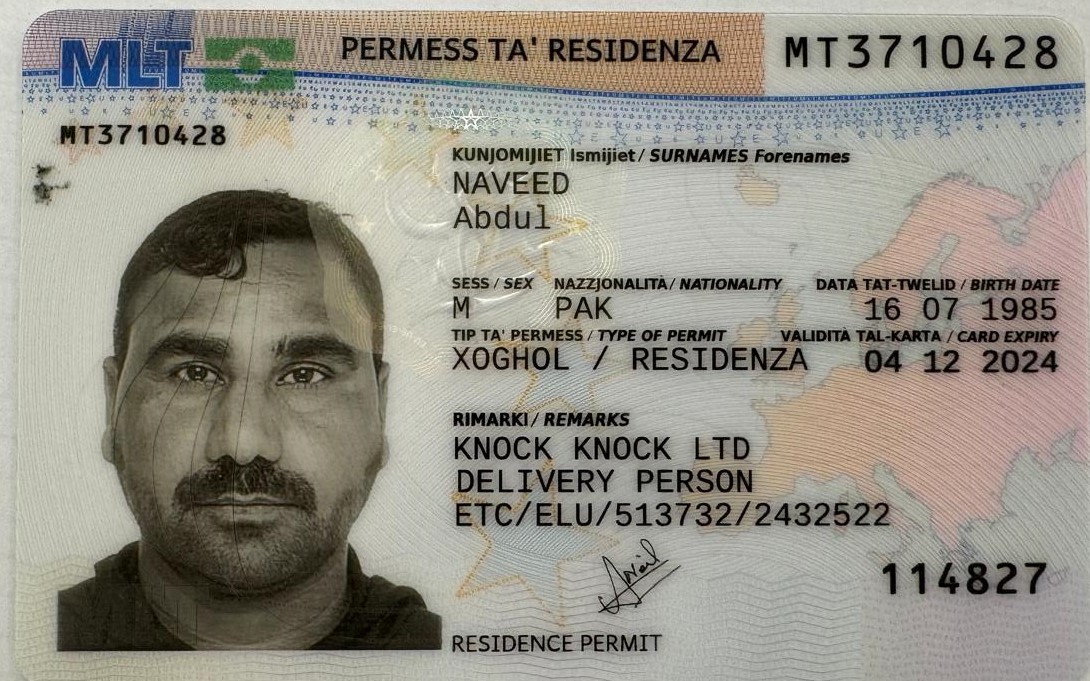 MLT PERMESS TA' RESIDENZA MT3710428
MT3710428
KUNJOMIJIET Ismijiet / SURNAMES Forenames
NAVEED
Abdul
SESS / SEX NAZZJONALITÀ / NATIONALITY DATA TAT-TWELID / BIRTH DATE
M PAK 16 07 1985
TIP TA' PERMESS / TYPE OF PERMIT VALIDITÀ TAL-KARTA / CARD EXPIRY
XOGHOL / RESIDENZA 04 12 2024
RIMARKI / REMARKS
KNOCK KNOCK LTD
DELIVERY PERSON
ETC/ELU/513732/2432522
114827
RESIDENCE PERMIT